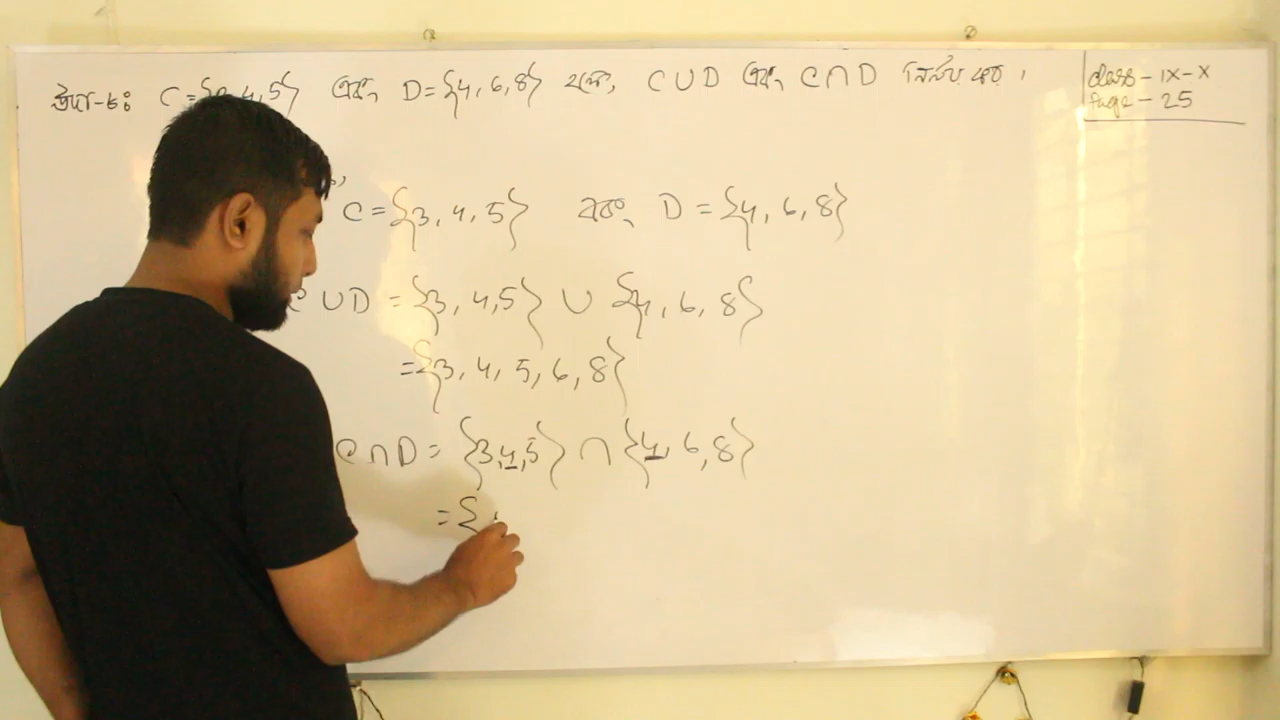 উদা-৮ঃ C={3,4,5} এবং D={4, 6, 8} হলে, C∪D এবং C∩D নির্ণয় কর।
class - IX-X
Page - 25
C={3, 4, 5} এবং D={4, 6, 8}
C∪D = {3, 4,5} ∪ {4, 6, 8}
={3, 4, 5, 6, 8}
C∩D= {3,4,5} ∩ {4, 6,8}
={